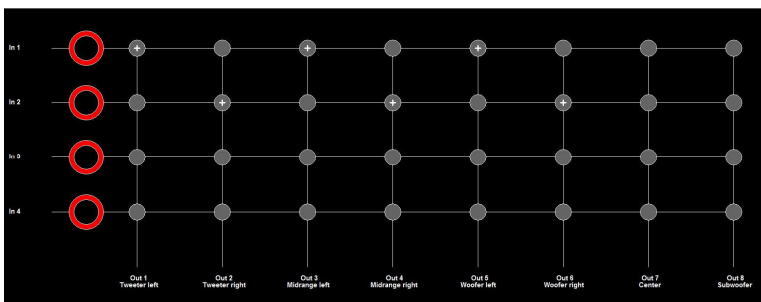 In 1
In 2
In 3
In 4
Out 1
Tweeter left
Out 2
Tweeter right
Out 3
Midrange left
Out 4
Midrange right
Out 5
Woofer left
Out 6
Woofer right
Out 7
Center
Out 8
Subwoofer